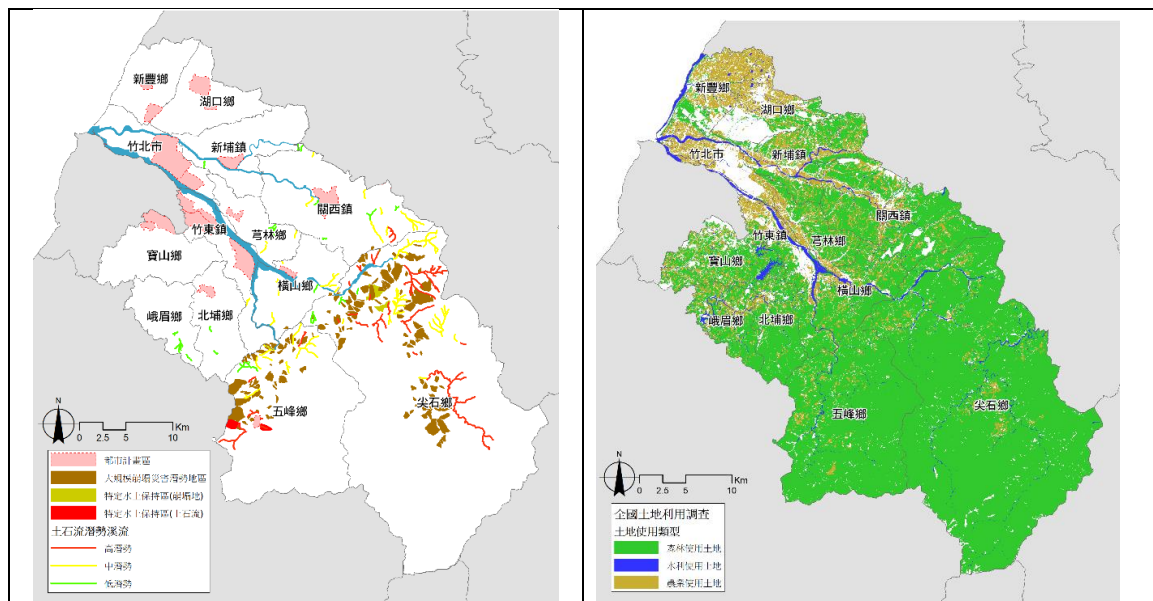 新豐鄉
湖口鄉
竹北市
新埔鎮
關西鎮
竹東鎮
芎林鄉
寶山鄉
橫山鄉
峨眉鄉
北埔鄉
五峰鄉
尖石鄉
N
0 2.5 5 10 Km
都市計畫區
大規模崩塌災害潛勢地區
特定水土保持區(崩塌地)
特定水土保持區(土石流)
土石流潛勢溪流
高潛勢
中潛勢
低潛勢
新豐鄉
湖口鄉
竹北市
新埔鎮
關西鎮
竹東鎮
芎林鄉
寶山鄉
橫山鄉
峨眉鄉
北埔鄉
五峰鄉
尖石鄉
N
0 2.5 5 10 Km
全國土地利用調查
土地使用類型
森林使用土地
水利使用土地
農業使用土地